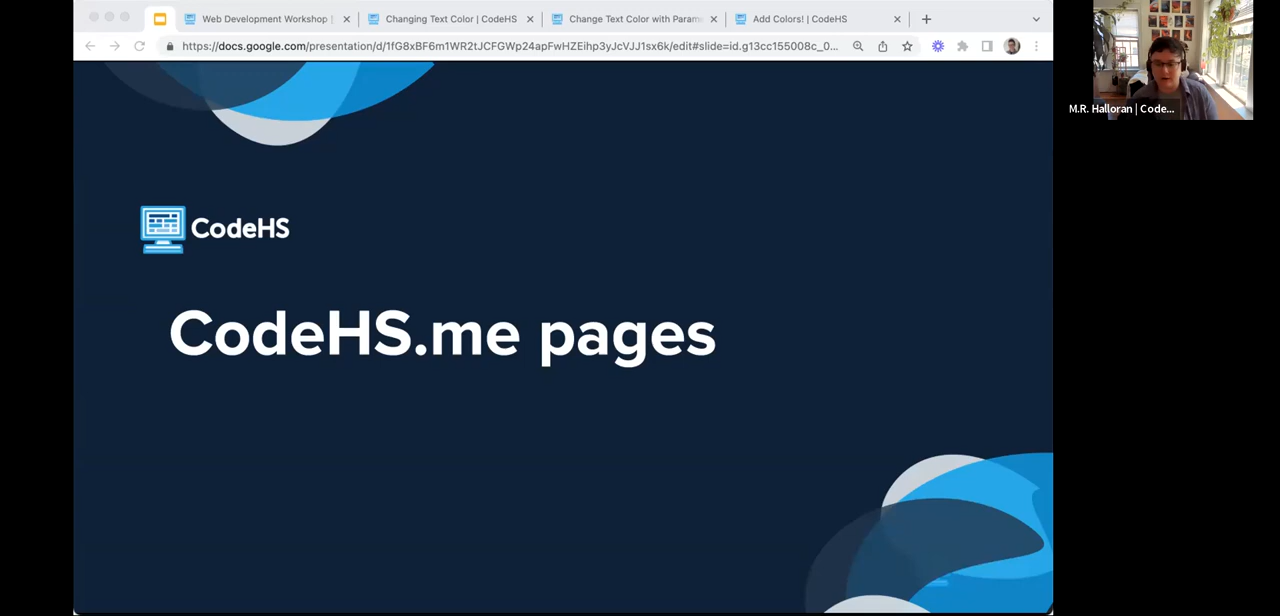 Web Development Workshop |
Changing Text Color | CodeHS
Change Text Color with Param
Add Colors! | CodeHS
https://docs.google.com/presentation/d/1fG8xBF6m1WR2tJCFGWp24apFwHZEihp3yJcVJJ1sx6k/edit#slide=id.g13cc155008c_0...
M.R. Halloran | Code...
CodeHS
CodeHS.me pages